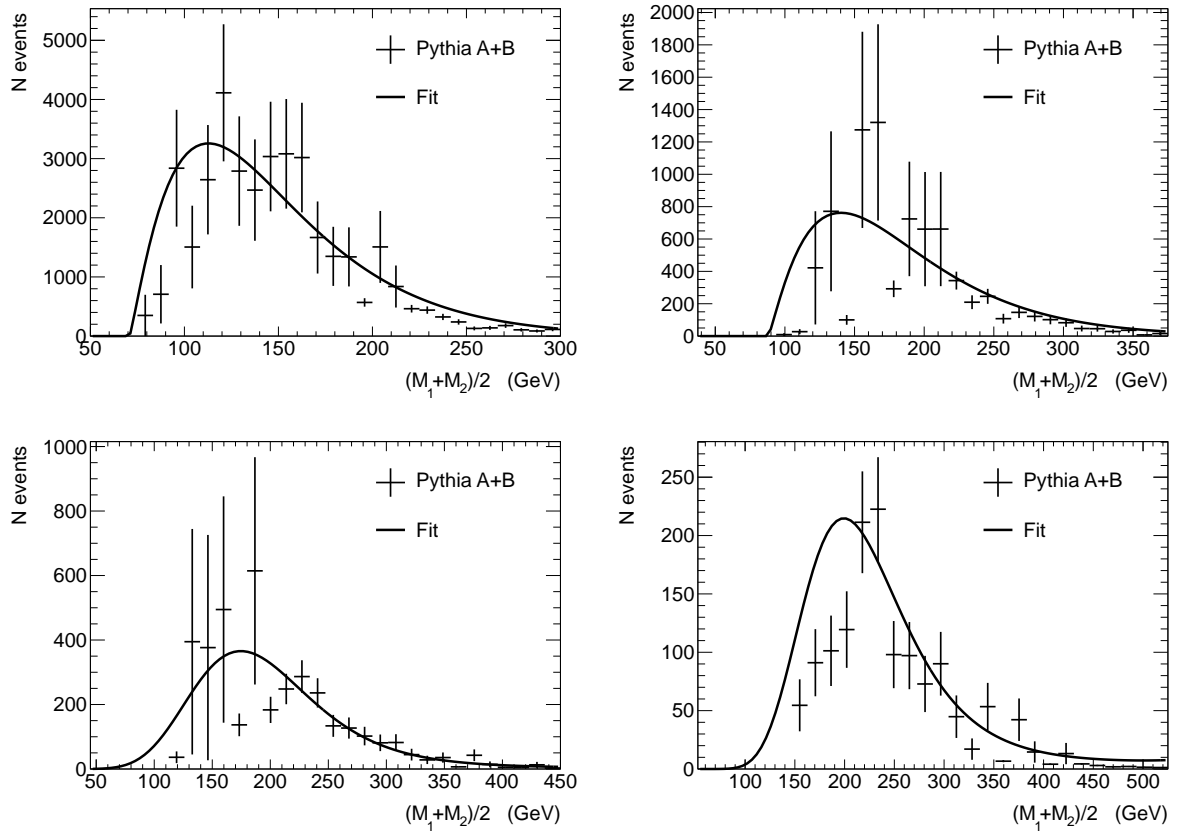 N events
5000
4000
3000
2000
1000
0
Pythia A+B
Fit
50 100 150 200 250 300
(M1+M2)/2 (GeV)
N events
2000
1800
1600
1400
1200
1000
800
600
400
200
0
Pythia A+B
Fit
50 100 150 200 250 300 350
(M1+M2)/2 (GeV)
N events
1000
800
600
400
200
0
Pythia A+B
Fit
50 100 150 200 250 300 350 400 450
(M1+M2)/2 (GeV)
N events
250
200
150
100
50
0
Pythia A+B
Fit
100 150 200 250 300 350 400 450 500
(M1+M2)/2 (GeV)